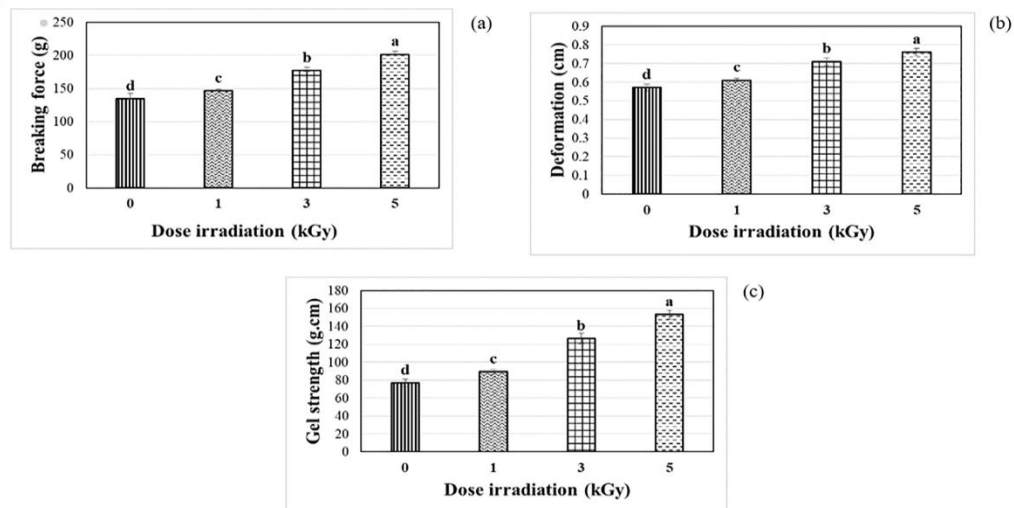 (a)
Breaking force (g)
250
200
150
100
50
0
d
c
b
a
0 1 3 5
Dose irradiation (kGy)
(b)
Deformation (cm)
0.9
0.8
0.7
0.6
0.5
0.4
0.3
0.2
0.1
0
d
c
b
a
0 1 3 5
Dose irradiation (kGy)
(c)
Gel strength (g.cm)
180
160
140
120
100
80
60
40
20
0
d
c
b
a
0 1 3 5
Dose irradiation (kGy)